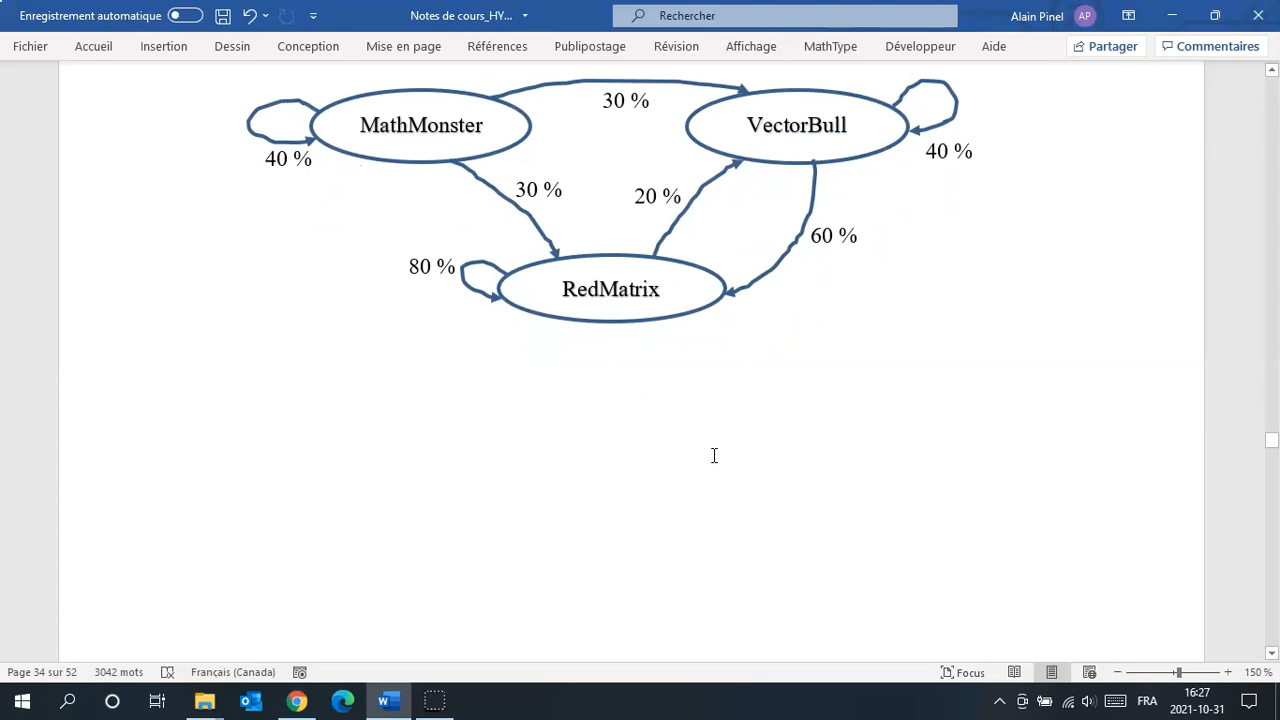 Enregistrement automatique Notes de cours_HY... Rechercher Alain Pinel AP
Fichier Accueil Insertion Dessin Conception Mise en page Références Publipostage Révision Affichage MathType Développeur Aide Partager Commentaires
30 %
MathMonster VectorBull
40 % 40 %
30 % 20 %
60 %
80 %
RedMatrix
Page 34 sur 52 3042 mots Français (Canada) Focus 150 %
FRA 16:27
2021-10-31